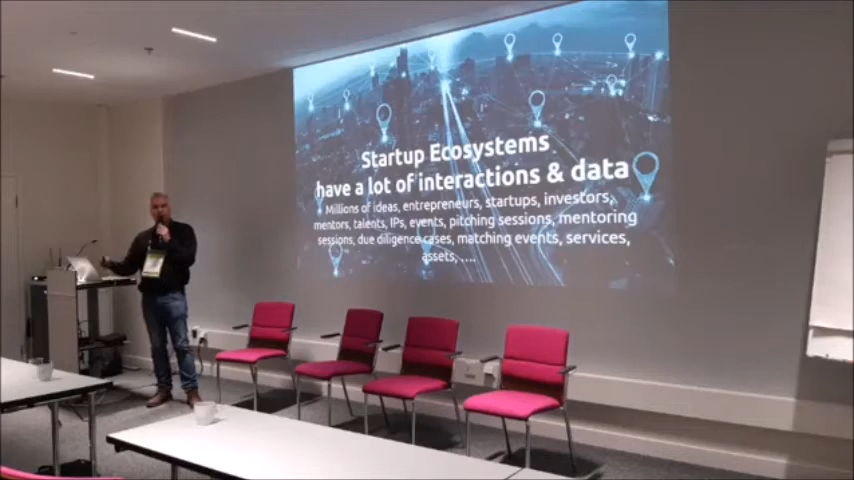 Startup Ecosystems
have a lot of interactions & data
Millions of ideas, entrepreneurs, startups, investors,
mentors, talents, IPs, events, pitching sessions, mentoring
sessions, due diligence cases, matching events, services,
assets, ....